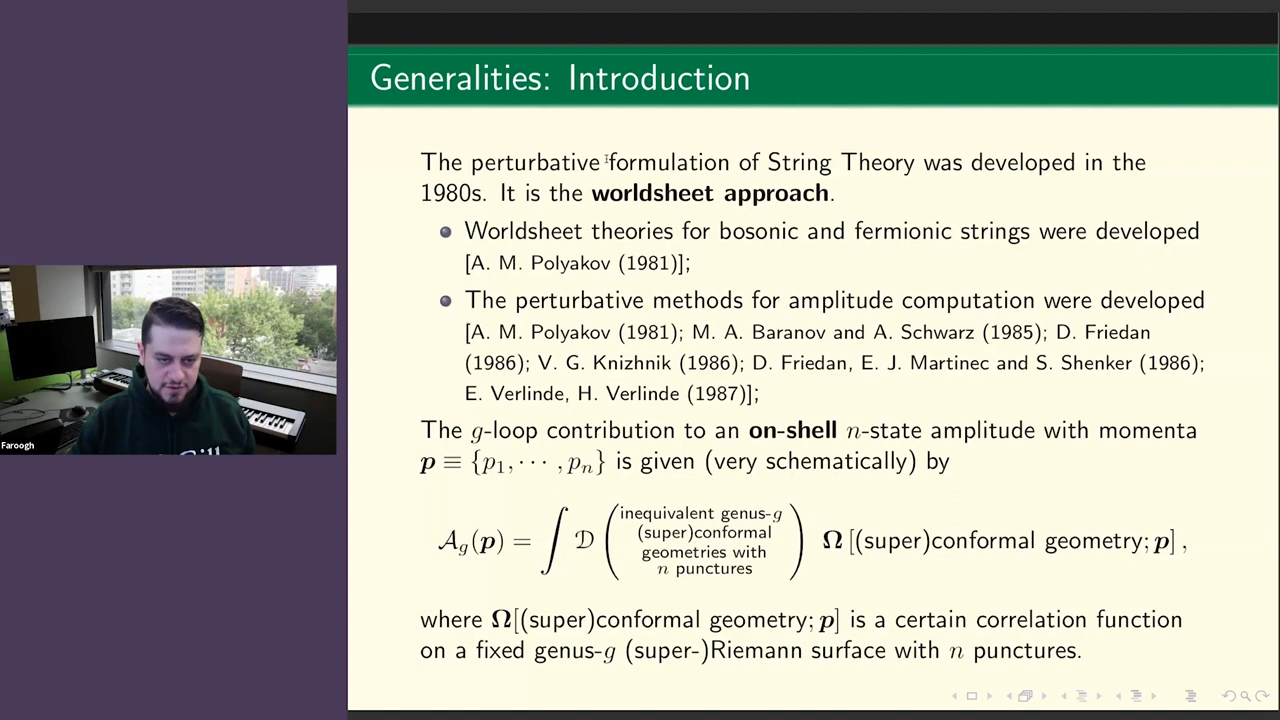 Generalities: Introduction
The perturbative formulation of String Theory was developed in the
1980s. It is the worldsheet approach.
Worldsheet theories for bosonic and fermionic strings were developed
[A. M. Polyakov (1981)];
The perturbative methods for amplitude computation were developed
[A. M. Polyakov (1981); M. A. Baranov and A. Schwarz (1985); D. Friedan
(1986); V. G. Knizhnik (1986); D. Friedan, E. J. Martinec and S. Shenker (1986);
E. Verlinde, H. Verlinde (1987)];
The g-loop contribution to an on-shell n-state amplitude with momenta
p ≡ {p₁, ⋯ , pₙ} is given (very schematically) by
𝒜_g(p) = ∫ 𝒟 ( inequivalent genus-g (super)conformal geometries with n punctures ) Ω [(super)conformal geometry; p] ,
where Ω[(super)conformal geometry; p] is a certain correlation function
on a fixed genus-g (super-)Riemann surface with n punctures.
Faroogh